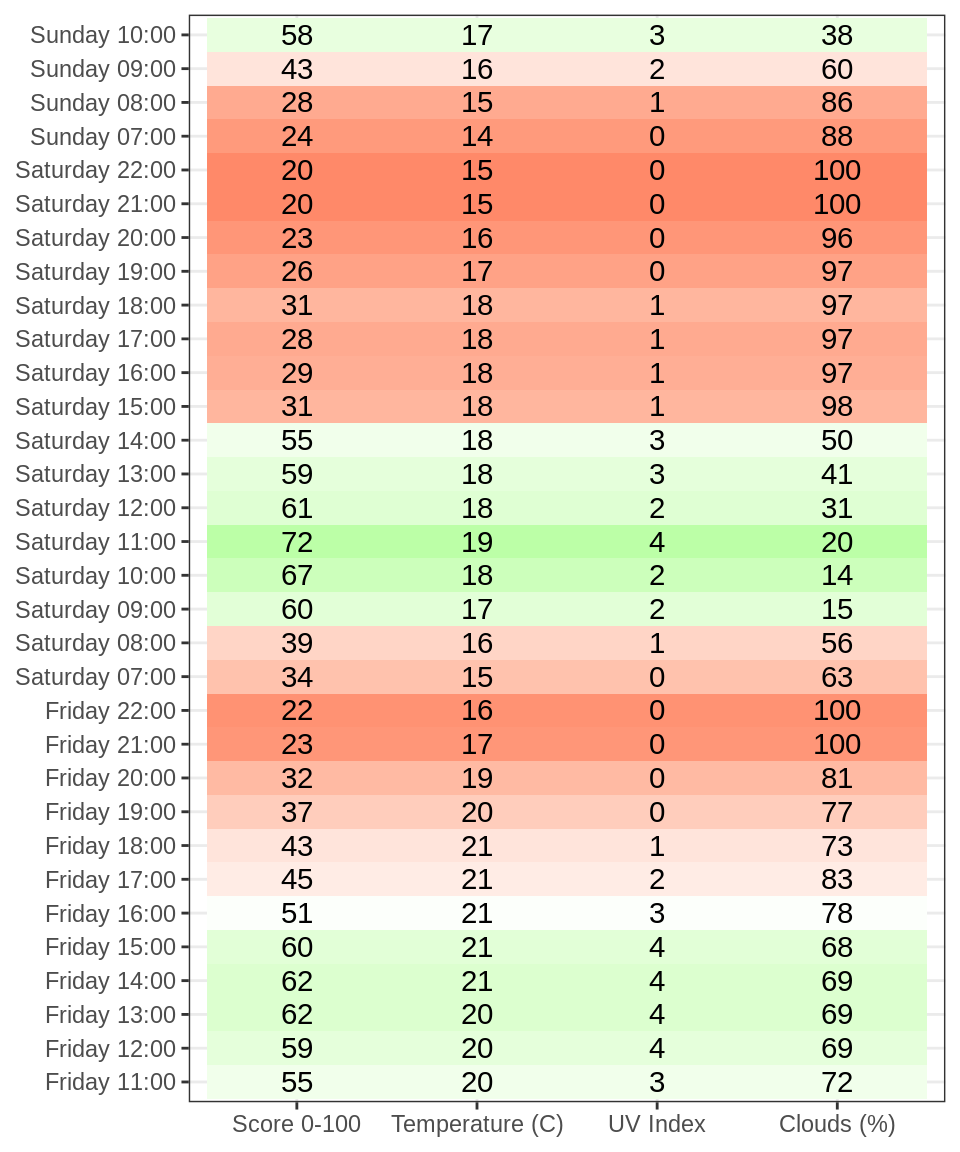 Sunday 10:00 58 17 3 38
Sunday 09:00 43 16 2 60
Sunday 08:00 28 15 1 86
Sunday 07:00 24 14 0 88
Saturday 22:00 20 15 0 100
Saturday 21:00 20 15 0 100
Saturday 20:00 23 16 0 96
Saturday 19:00 26 17 0 97
Saturday 18:00 31 18 1 97
Saturday 17:00 28 18 1 97
Saturday 16:00 29 18 1 97
Saturday 15:00 31 18 1 98
Saturday 14:00 55 18 3 50
Saturday 13:00 59 18 3 41
Saturday 12:00 61 18 2 31
Saturday 11:00 72 19 4 20
Saturday 10:00 67 18 2 14
Saturday 09:00 60 17 2 15
Saturday 08:00 39 16 1 56
Saturday 07:00 34 15 0 63
Friday 22:00 22 16 0 100
Friday 21:00 23 17 0 100
Friday 20:00 32 19 0 81
Friday 19:00 37 20 0 77
Friday 18:00 43 21 1 73
Friday 17:00 45 21 2 83
Friday 16:00 51 21 3 78
Friday 15:00 60 21 4 68
Friday 14:00 62 21 4 69
Friday 13:00 62 20 4 69
Friday 12:00 59 20 4 69
Friday 11:00 55 20 3 72
Score 0-100 Temperature (C) UV Index Clouds (%)